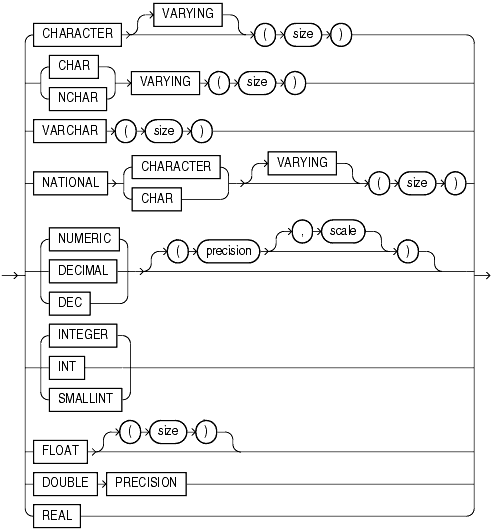 VARYING
CHARACTER ( size )
CHAR
VARYING ( size )
NCHAR
VARCHAR ( size )
CHARACTER VARYING
NATIONAL ( size )
CHAR
, scale
NUMERIC ( precision )
DECIMAL
DEC
INTEGER
INT
SMALLINT
( size )
FLOAT
DOUBLE PRECISION
REAL